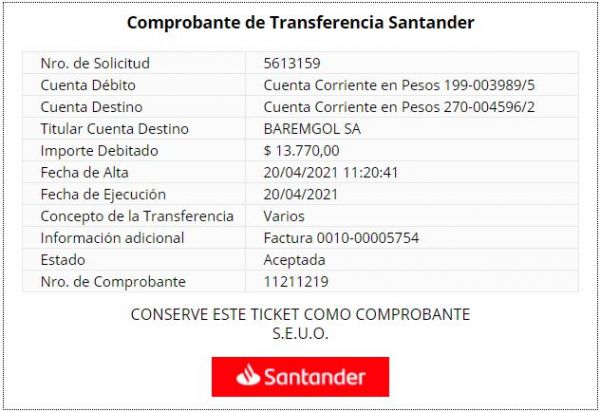 Comprobante de Transferencia Santander
Nro. de Solicitud 5613159
Cuenta Débito Cuenta Corriente en Pesos 199-003989/5
Cuenta Destino Cuenta Corriente en Pesos 270-004596/2
Titular Cuenta Destino BAREMGOL SA
Importe Debitado $ 13.770,00
Fecha de Alta 20/04/2021 11:20:41
Fecha de Ejecución 20/04/2021
Concepto de la Transferencia Varios
Información adicional Factura 0010-00005754
Estado Aceptada
Nro. de Comprobante 11211219
CONSERVE ESTE TICKET COMO COMPROBANTE
S.E.U.O.
Santander